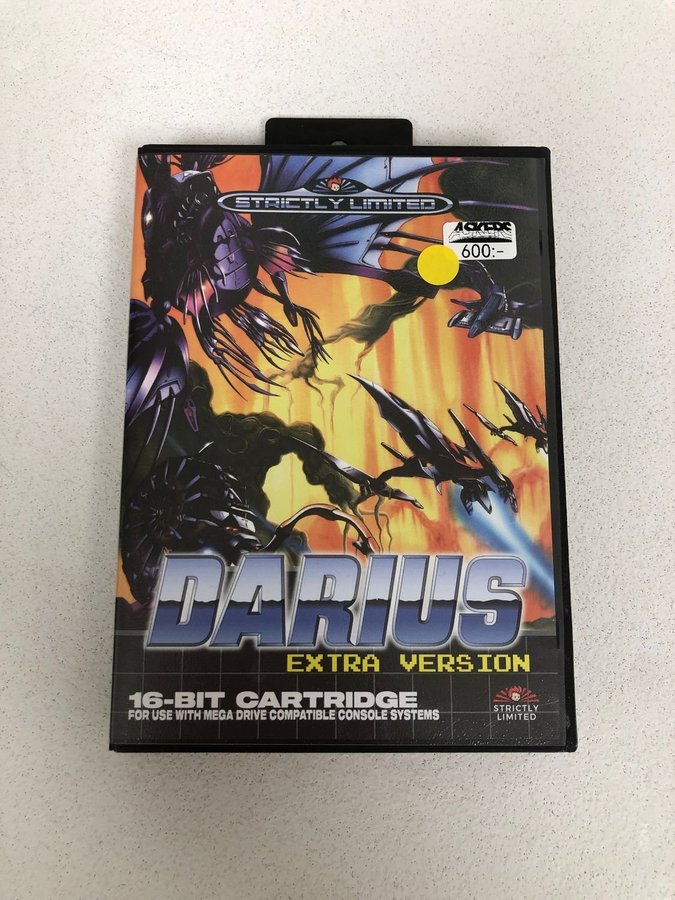 STRICTLY LIMITED
600:-
DARIUS
EXTRA VERSION
16-BIT CARTRIDGE
FOR USE WITH MEGA DRIVE COMPATIBLE CONSOLE SYSTEMS
STRICTLY
LIMITED